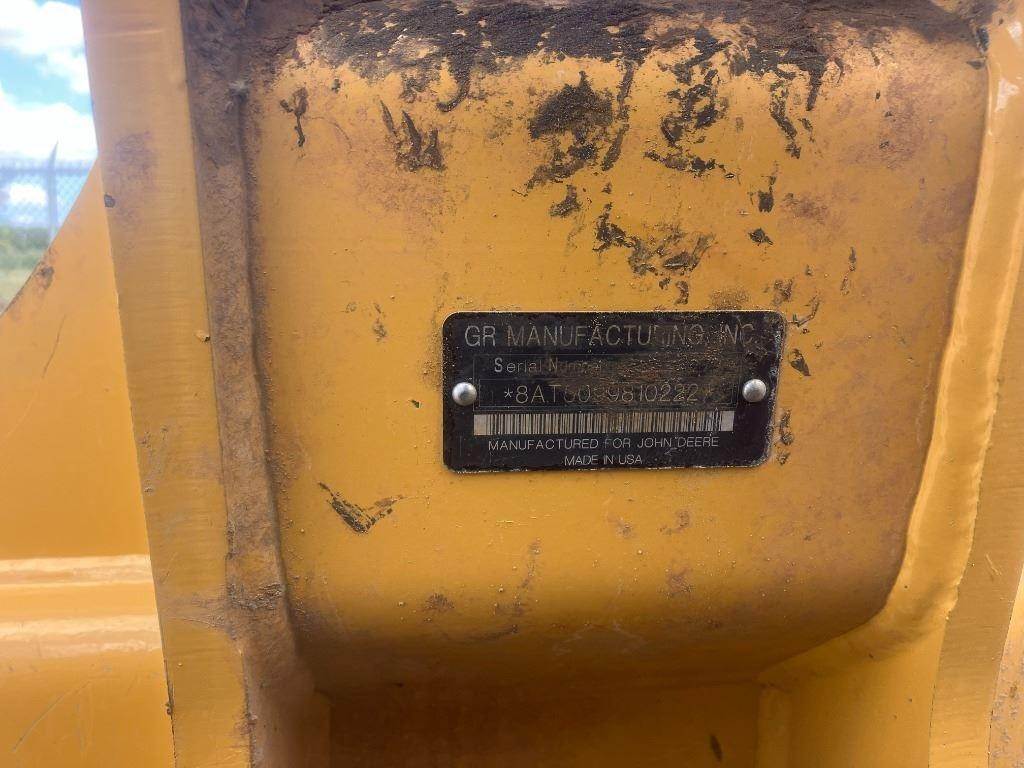 GR MANUFACTURING, INC.
Serial Number
MANUFACTURED FOR JOHN DEERE
MADE IN USA